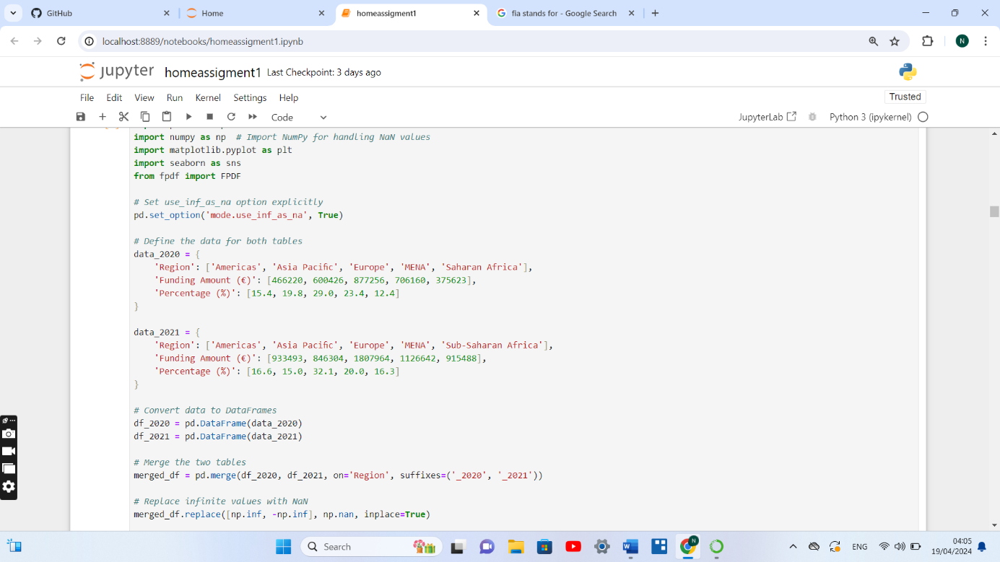 GitHub
Home
homeassigment1
fia stands for - Google Search
localhost:8889/notebooks/homeassigment1.ipynb
N
jupyter homeassigment1 Last Checkpoint: 3 days ago
File Edit View Run Kernel Settings Help
Trusted
Code
JupyterLab
Python 3 (ipykernel)
import numpy as np  # Import NumPy for handling NaN values
import matplotlib.pyplot as plt
import seaborn as sns
from fpdf import FPDF
# Set use_inf_as_na option explicitly
pd.set_option('mode.use_inf_as_na', True)
# Define the data for both tables
data_2020 = {
    'Region': ['Americas', 'Asia Pacific', 'Europe', 'MENA', 'Saharan Africa'],
    'Funding Amount (€)': [466220, 600426, 877256, 706160, 375623],
    'Percentage (%)': [15.4, 19.8, 29.0, 23.4, 12.4]
}
data_2021 = {
    'Region': ['Americas', 'Asia Pacific', 'Europe', 'MENA', 'Sub-Saharan Africa'],
    'Funding Amount (€)': [933493, 846304, 1807964, 1126642, 915488],
    'Percentage (%)': [16.6, 15.0, 32.1, 20.0, 16.3]
}
# Convert data to DataFrames
df_2020 = pd.DataFrame(data_2020)
df_2021 = pd.DataFrame(data_2021)
# Merge the two tables
merged_df = pd.merge(df_2020, df_2021, on='Region', suffixes=('_2020', '_2021'))
# Replace infinite values with NaN
merged_df.replace([np.inf, -np.inf], np.nan, inplace=True)
Search
N
ENG
04:05
19/04/2024